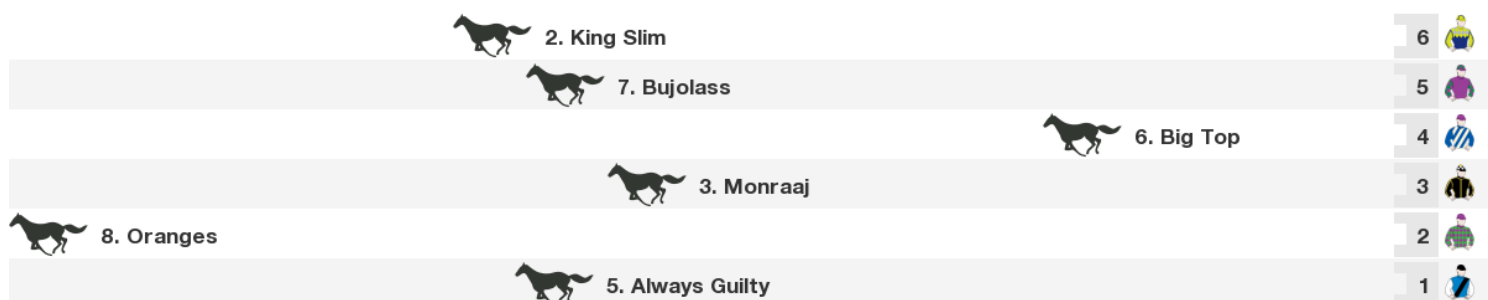 2. King Slim 6
7. Bujolass 5
6. Big Top 4
3. Monraaj 3
8. Oranges 2
5. Always Guilty 1